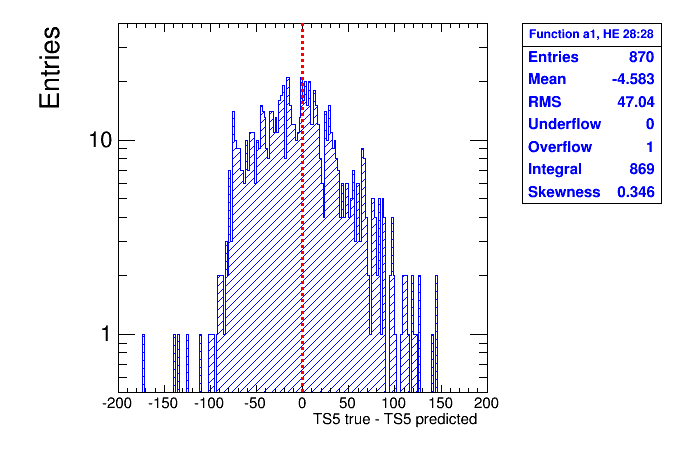 Entries
10
1
-200 -150 -100 -50 0 50 100 150 200
TS5 true - TS5 predicted
Function a1, HE 28:28
Entries 870
Mean -4.583
RMS 47.04
Underflow 0
Overflow 1
Integral 869
Skewness 0.346